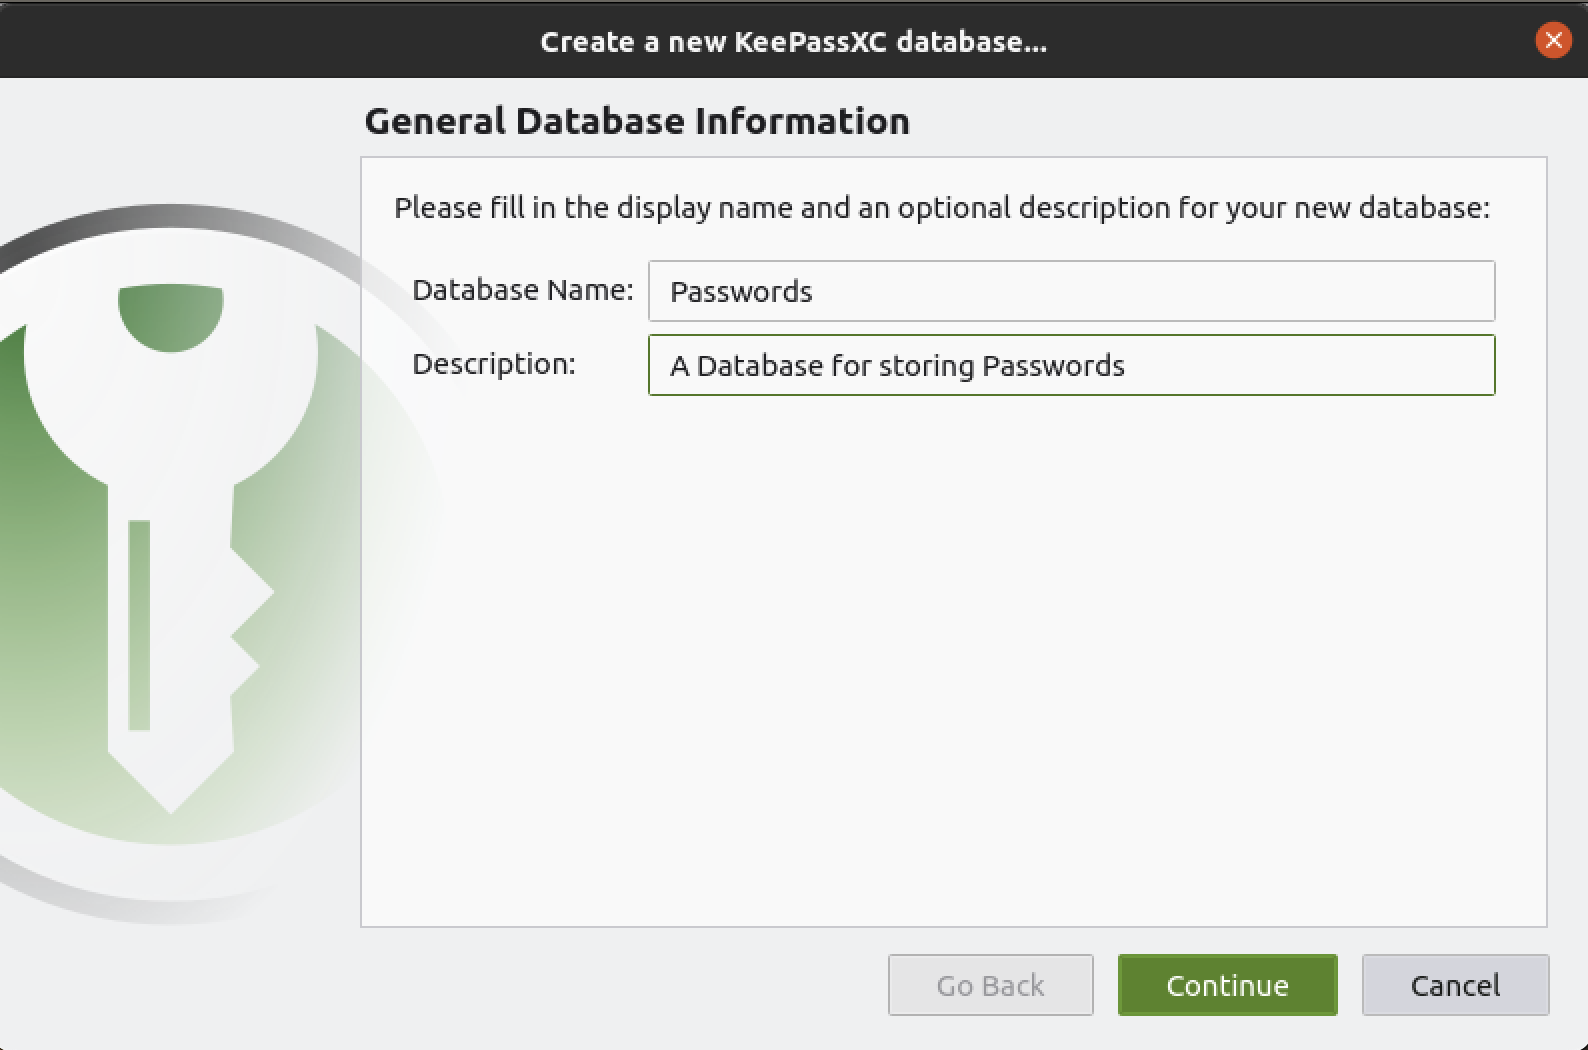 Create a new KeePassXC database...
General Database Information
Please fill in the display name and an optional description for your new database:
Database Name: Passwords
Description: A Database for storing Passwords
Go Back Continue Cancel